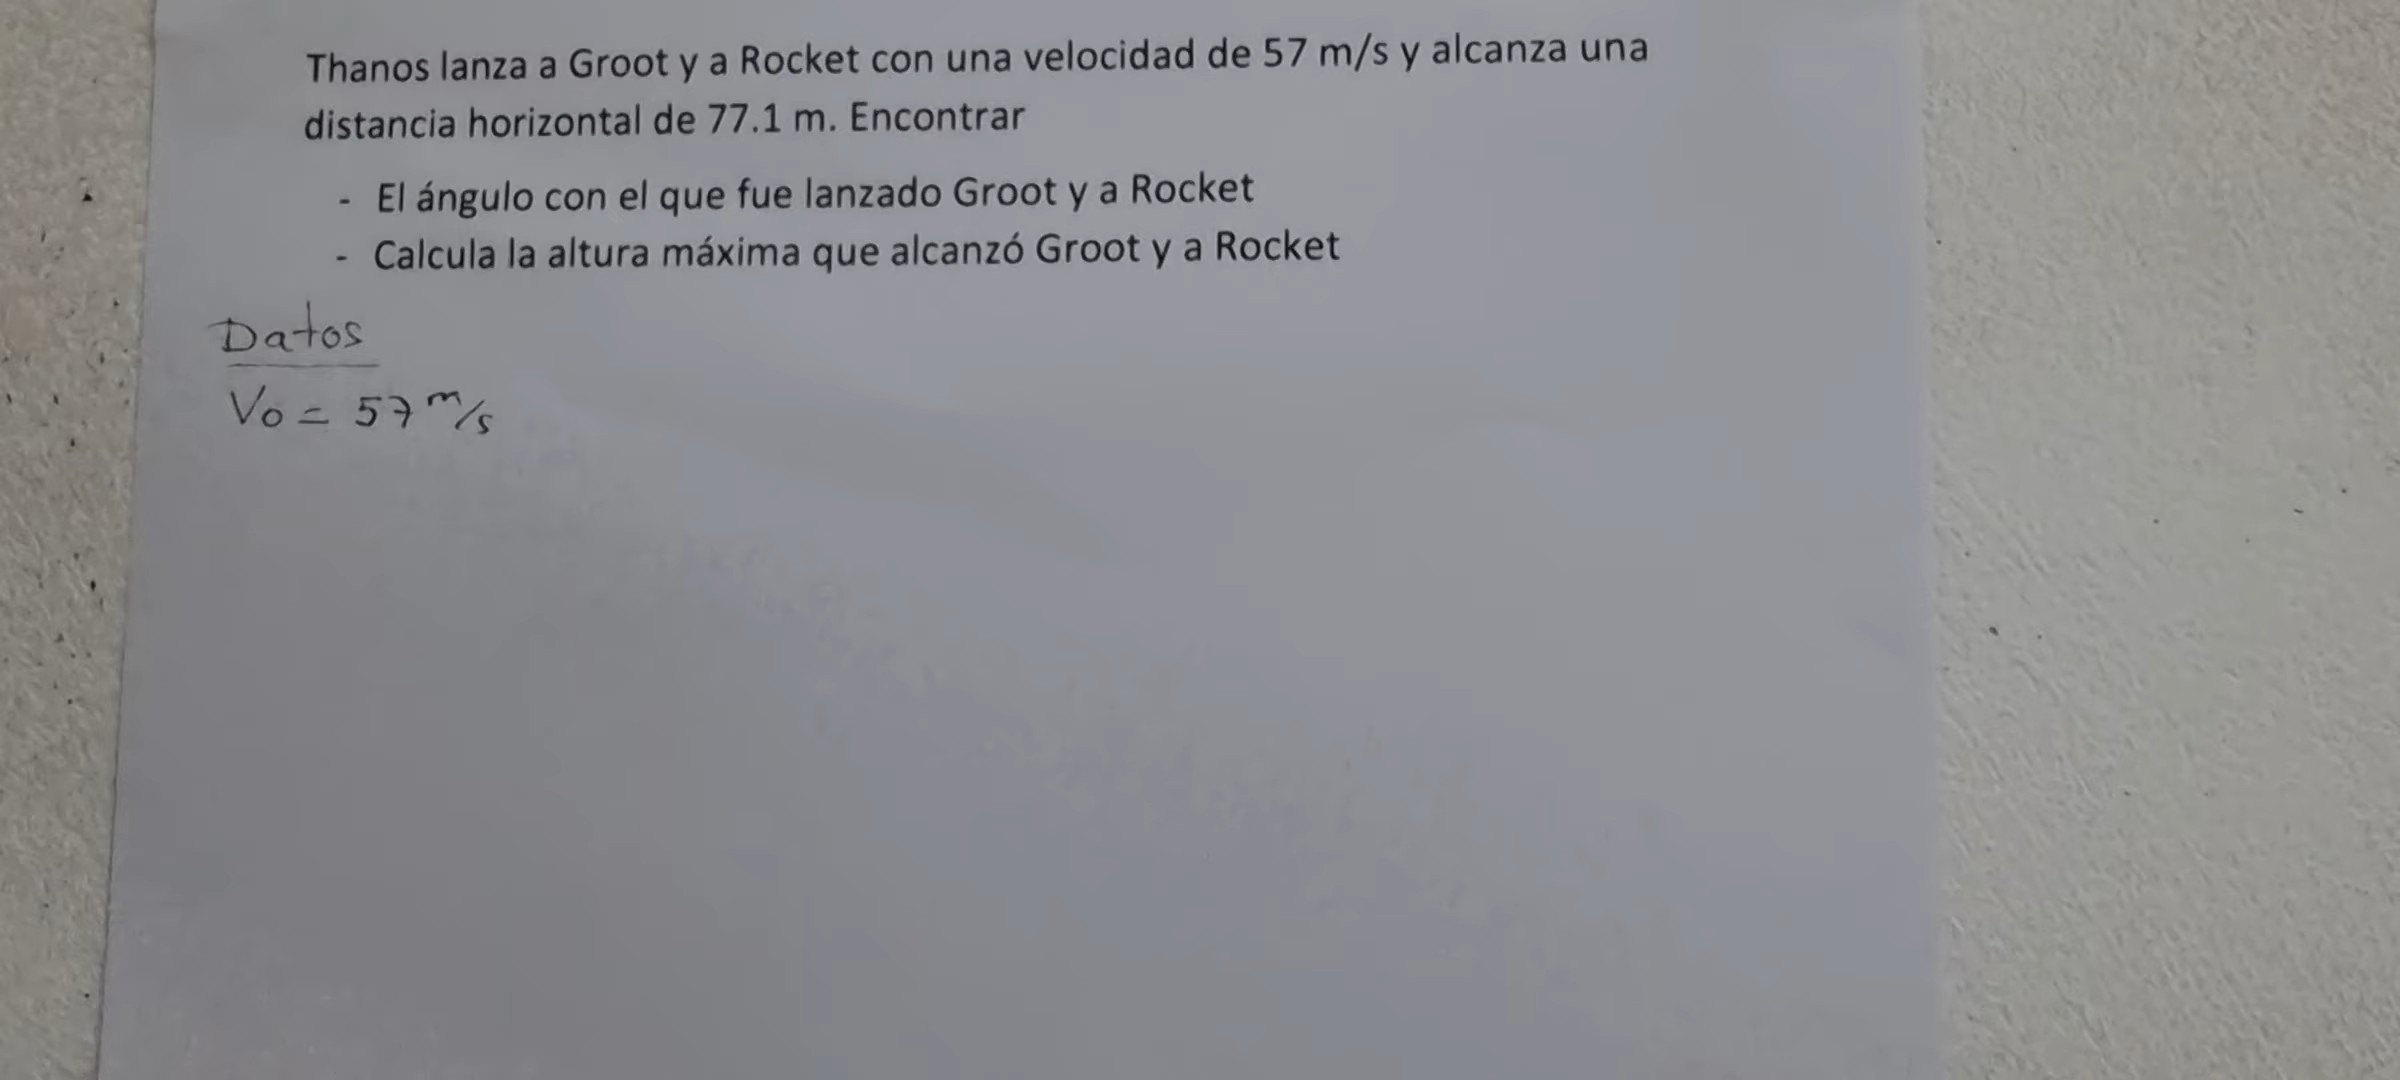 Thanos lanza a Groot y a Rocket con una velocidad de 57 m/s y alcanza una
distancia horizontal de 77.1 m. Encontrar
- El ángulo con el que fue lanzado Groot y a Rocket
- Calcula la altura máxima que alcanzó Groot y a Rocket
Datos
Vo = 57 m/s